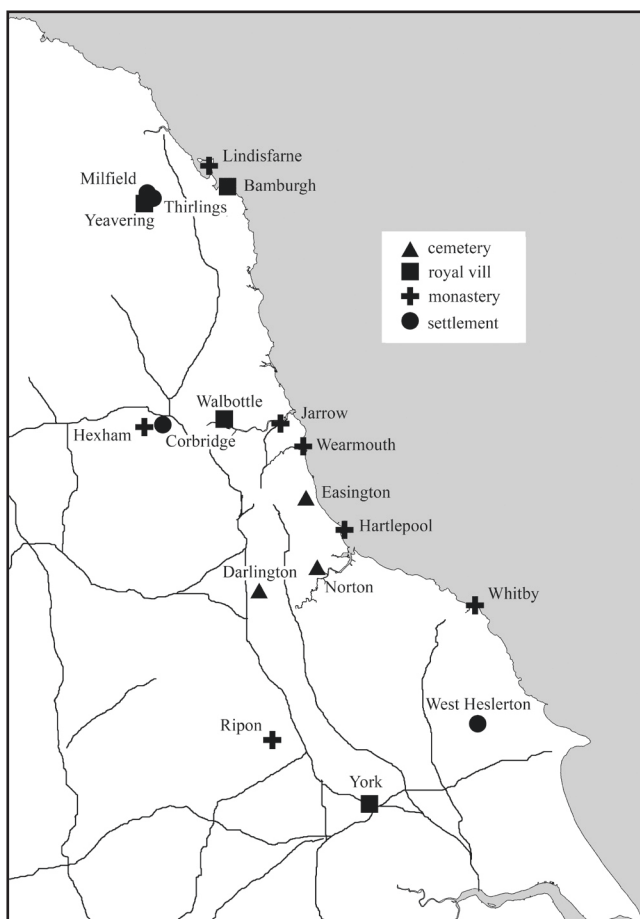 Lindisfarne
Milfield
Bamburgh
Thirlings
Yeavering
cemetery
royal vill
monastery
settlement
Walbottle
Jarrow
Hexham
Corbridge
Wearmouth
Easington
Hartlepool
Darlington
Norton
Whitby
West Heslerton
Ripon
York